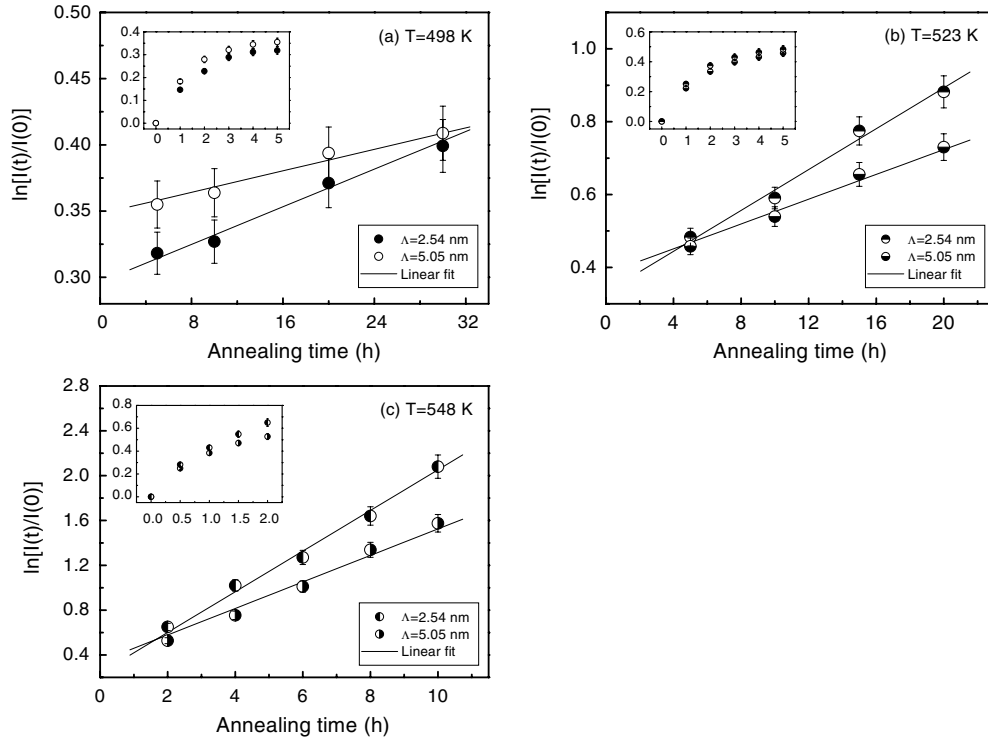 (a) T=498 K
ln[I(t)/I(0)]
0.50
0.45
0.40
0.35
0.30
0.4
0.3
0.2
0.1
0.0
0 1 2 3 4 5
Λ=2.54 nm
Λ=5.05 nm
Linear fit
0 8 16 24 32
Annealing time (h)
(b) T=523 K
ln[I(t)/I(0)]
1.0
0.8
0.6
0.4
0.6
0.4
0.2
0.0
0 1 2 3 4 5
Λ=2.54 nm
Λ=5.05 nm
Linear fit
0 4 8 12 16 20
Annealing time (h)
(c) T=548 K
ln[I(t)/I(0)]
2.8
2.4
2.0
1.6
1.2
0.8
0.4
0.8
0.6
0.4
0.2
0.0
0.0 0.5 1.0 1.5 2.0
Λ=2.54 nm
Λ=5.05 nm
Linear fit
0 2 4 6 8 10
Annealing time (h)